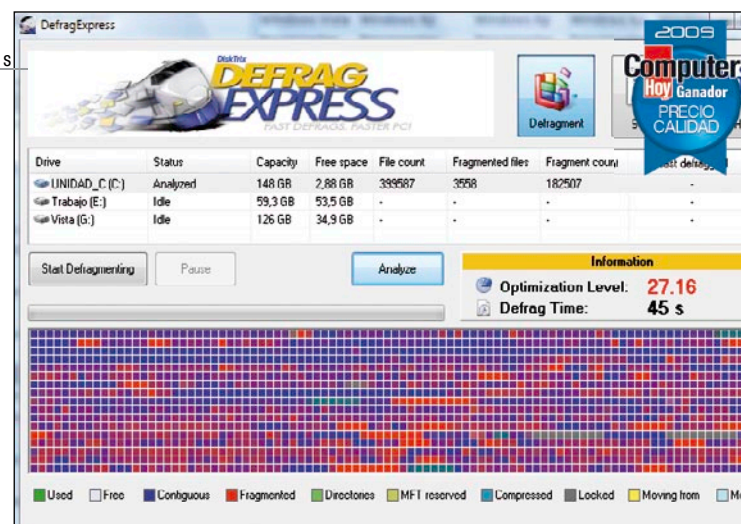 DefragExpress
2009
s
DiskTrix
DEFRAG
EXPRESS
FAST DEFRAGS. FASTER PC!
Defragment
Computer
Hoy Ganador
PRECIO
CALIDAD
Drive Status Capacity Free space File count Fragmented files Fragment count
UNIDAD_C (C:) Analyzed 148 GB 2,88 GB 399587 3558 182507 -
Trabajo (E:) Idle 59,3 GB 53,5 GB - - - -
Vista (G:) Idle 126 GB 34,9 GB - - - -
Start Defragmenting Pause Analyze
Information
Optimization Level: 27.16
Defrag Time: 45 s
Used Free Contiguous Fragmented Directories MFT reserved Compressed Locked Moving from